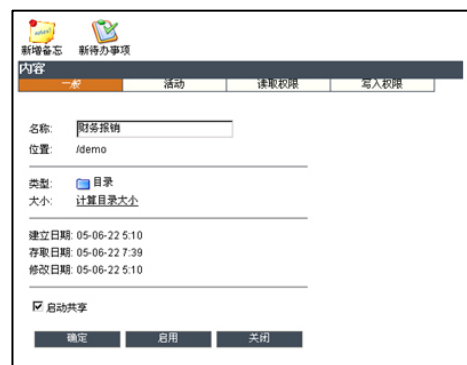 新增备忘 新待办事项
内容
一般 活动 读取权限 写入权限
名称: 财务报销
位置: /demo
类型: 目录
大小: 计算目录大小
建立日期: 05-06-22 5:10
存取日期: 05-06-22 7:39
修改日期: 05-06-22 5:10
启动共享
确定 启用 关闭